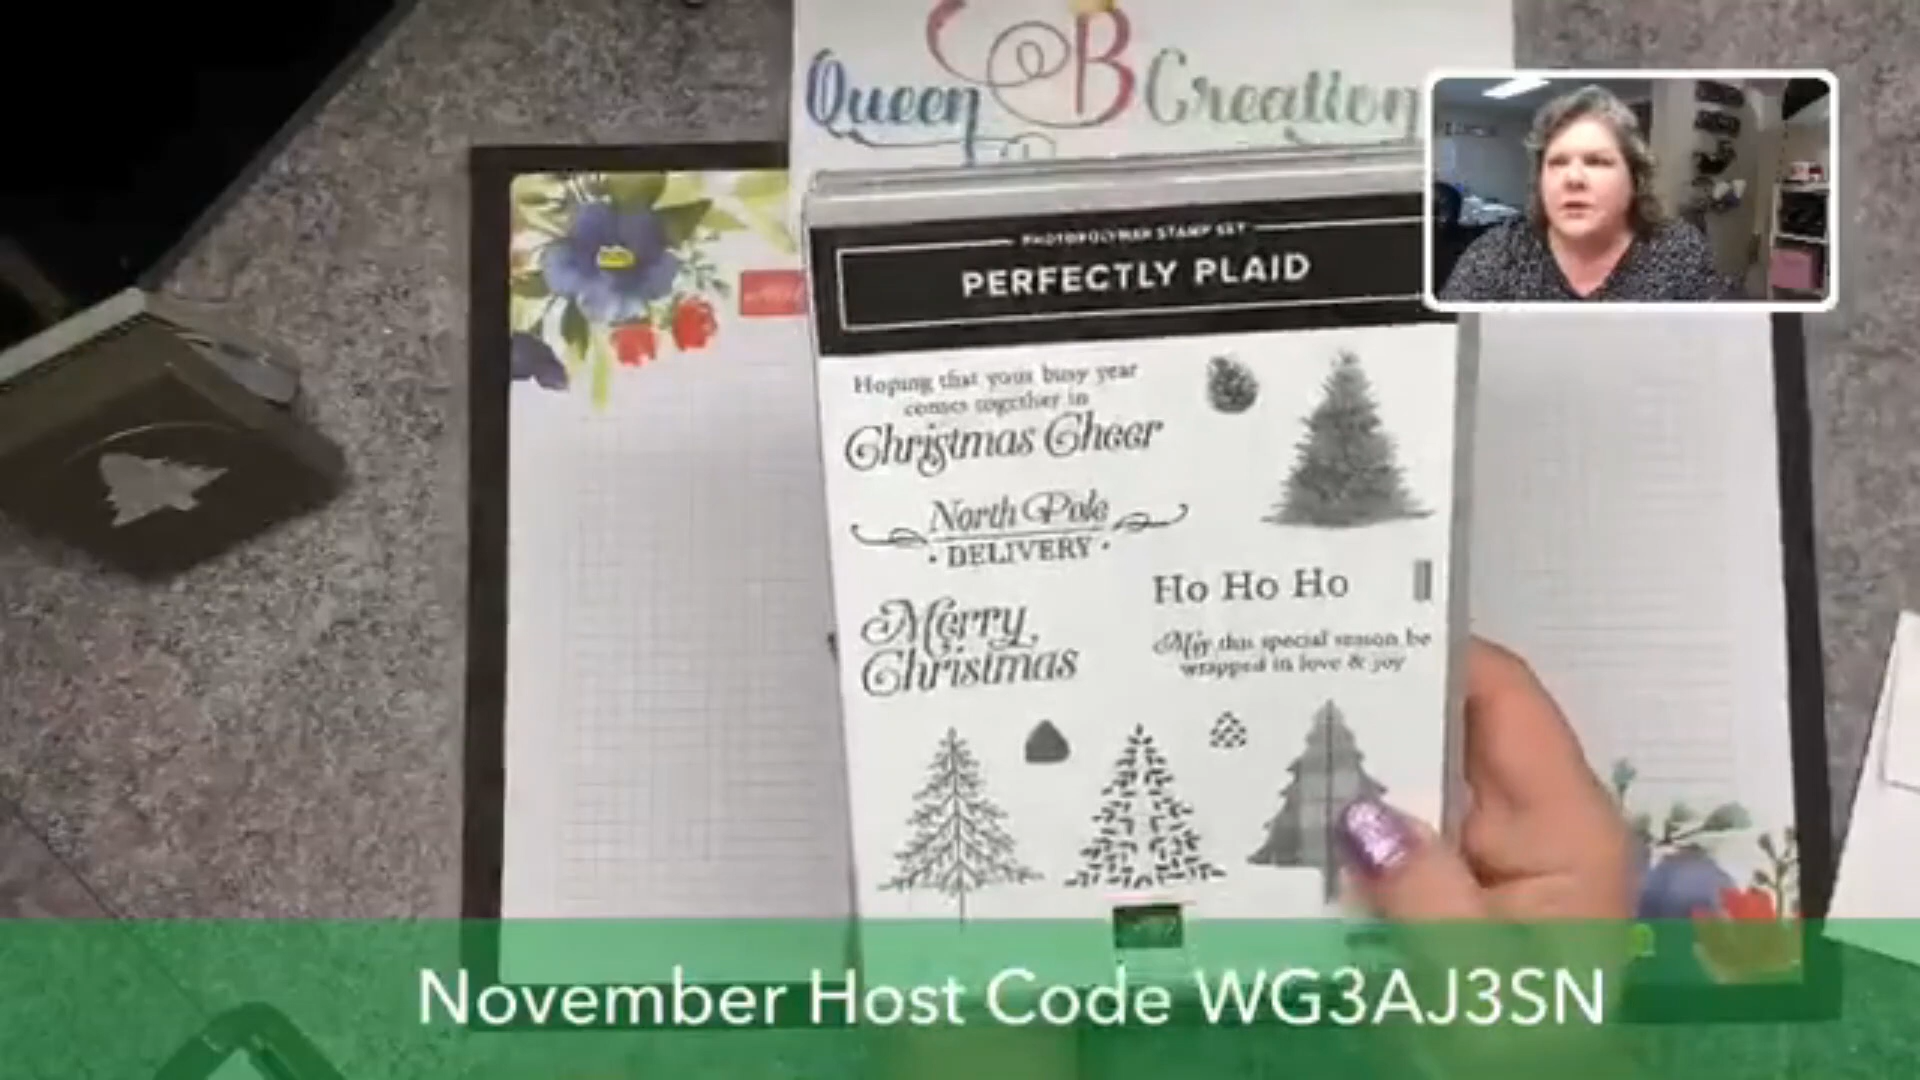 Queen B Creation
PHOTOPOLYMER STAMP SET
PERFECTLY PLAID
Hoping that your busy year
comes together in
Christmas Cheer
North Pole
• DELIVERY •
Merry
Christmas
Ho Ho Ho
May this special season be
wrapped in love & joy
November Host Code WG3AJ3SN